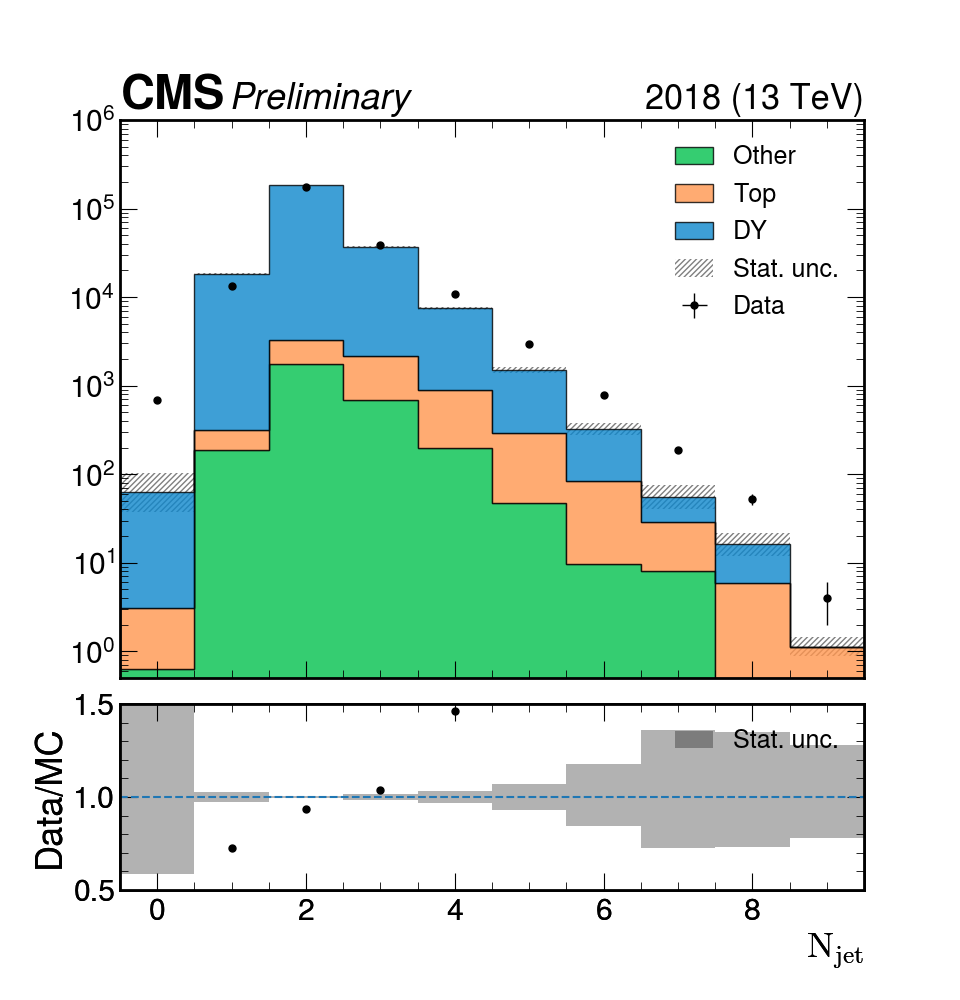 CMS Preliminary 2018 (13 TeV)
10^6
10^5
10^4
10^3
10^2
10^1
10^0
Other
Top
DY
Stat. unc.
Data
Data/MC
1.5
1.0
0.5
Stat. unc.
0 2 4 6 8
N_jet